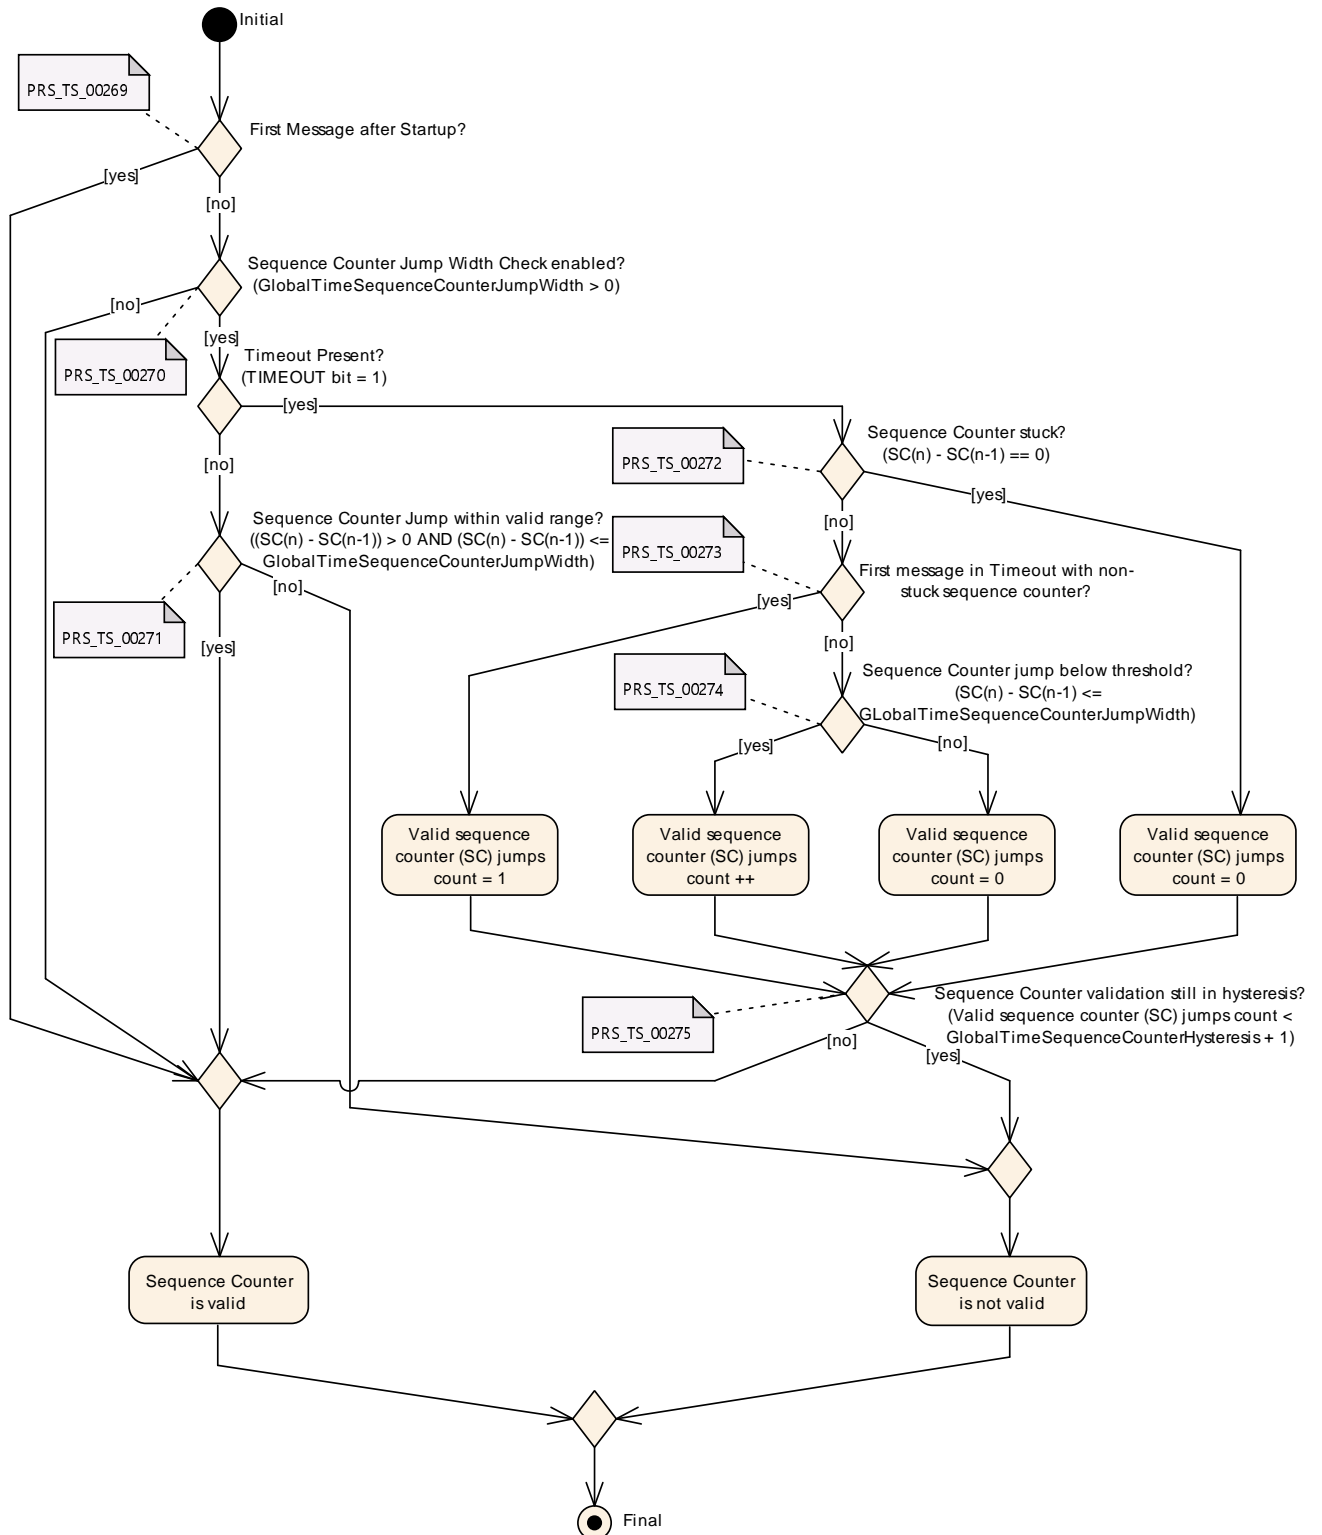 Initial
PRS_TS_00269
First Message after Startup?
[yes]
[no]
Sequence Counter Jump Width Check enabled?
(GlobalTimeSequenceCounterJumpWidth > 0)
[no]
[yes]
PRS_TS_00270
Timeout Present?
(TIMEOUT bit = 1)
[yes]
[no]
Sequence Counter stuck?
(SC(n) - SC(n-1) == 0)
PRS_TS_00272
[yes]
[no]
Sequence Counter Jump within valid range?
((SC(n) - SC(n-1)) > 0 AND (SC(n) - SC(n-1)) <=
GlobalTimeSequenceCounterJumpWidth)
[no]
PRS_TS_00271
[yes]
PRS_TS_00273
First message in Timeout with non-
stuck sequence counter?
[yes]
[no]
PRS_TS_00274
Sequence Counter jump below threshold?
(SC(n) - SC(n-1) <=
GLobalTimeSequenceCounterJumpWidth)
[yes]
[no]
Valid sequence
counter (SC) jumps
count = 1
Valid sequence
counter (SC) jumps
count ++
Valid sequence
counter (SC) jumps
count = 0
Valid sequence
counter (SC) jumps
count = 0
PRS_TS_00275
Sequence Counter validation still in hysteresis?
(Valid sequence counter (SC) jumps count <
GlobalTimeSequenceCounterHysteresis + 1)
[no]
[yes]
Sequence Counter
is valid
Sequence Counter
is not valid
Final